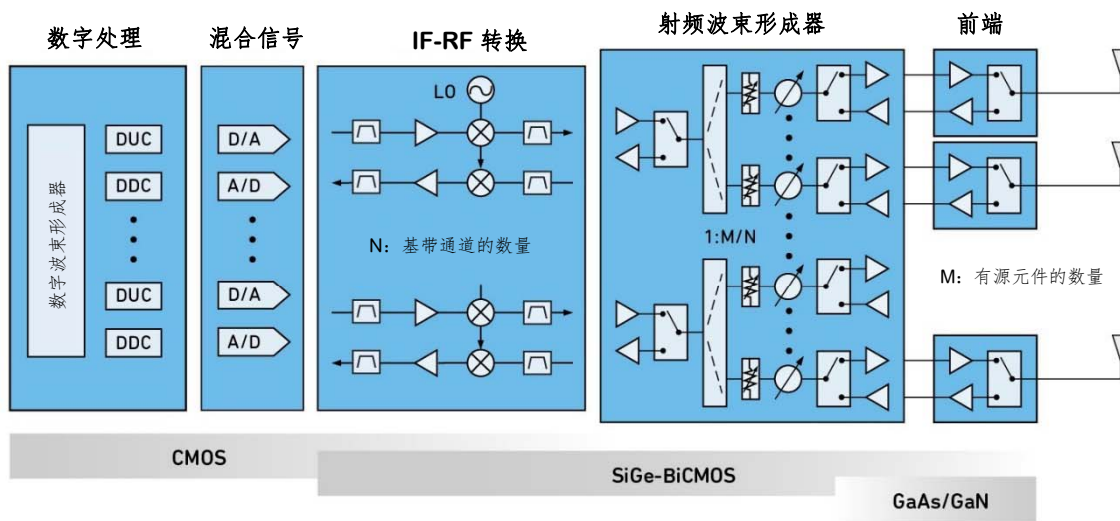 数字处理
混合信号
IF-RF 转换
射频波束形成器
前端
LO
数字波束形成器
DUC
DDC
DUC
DDC
D/A
A/D
D/A
A/D
N：基带通道的数量
1:M/N
M：有源元件的数量
CMOS
SiGe-BiCMOS
GaAs/GaN